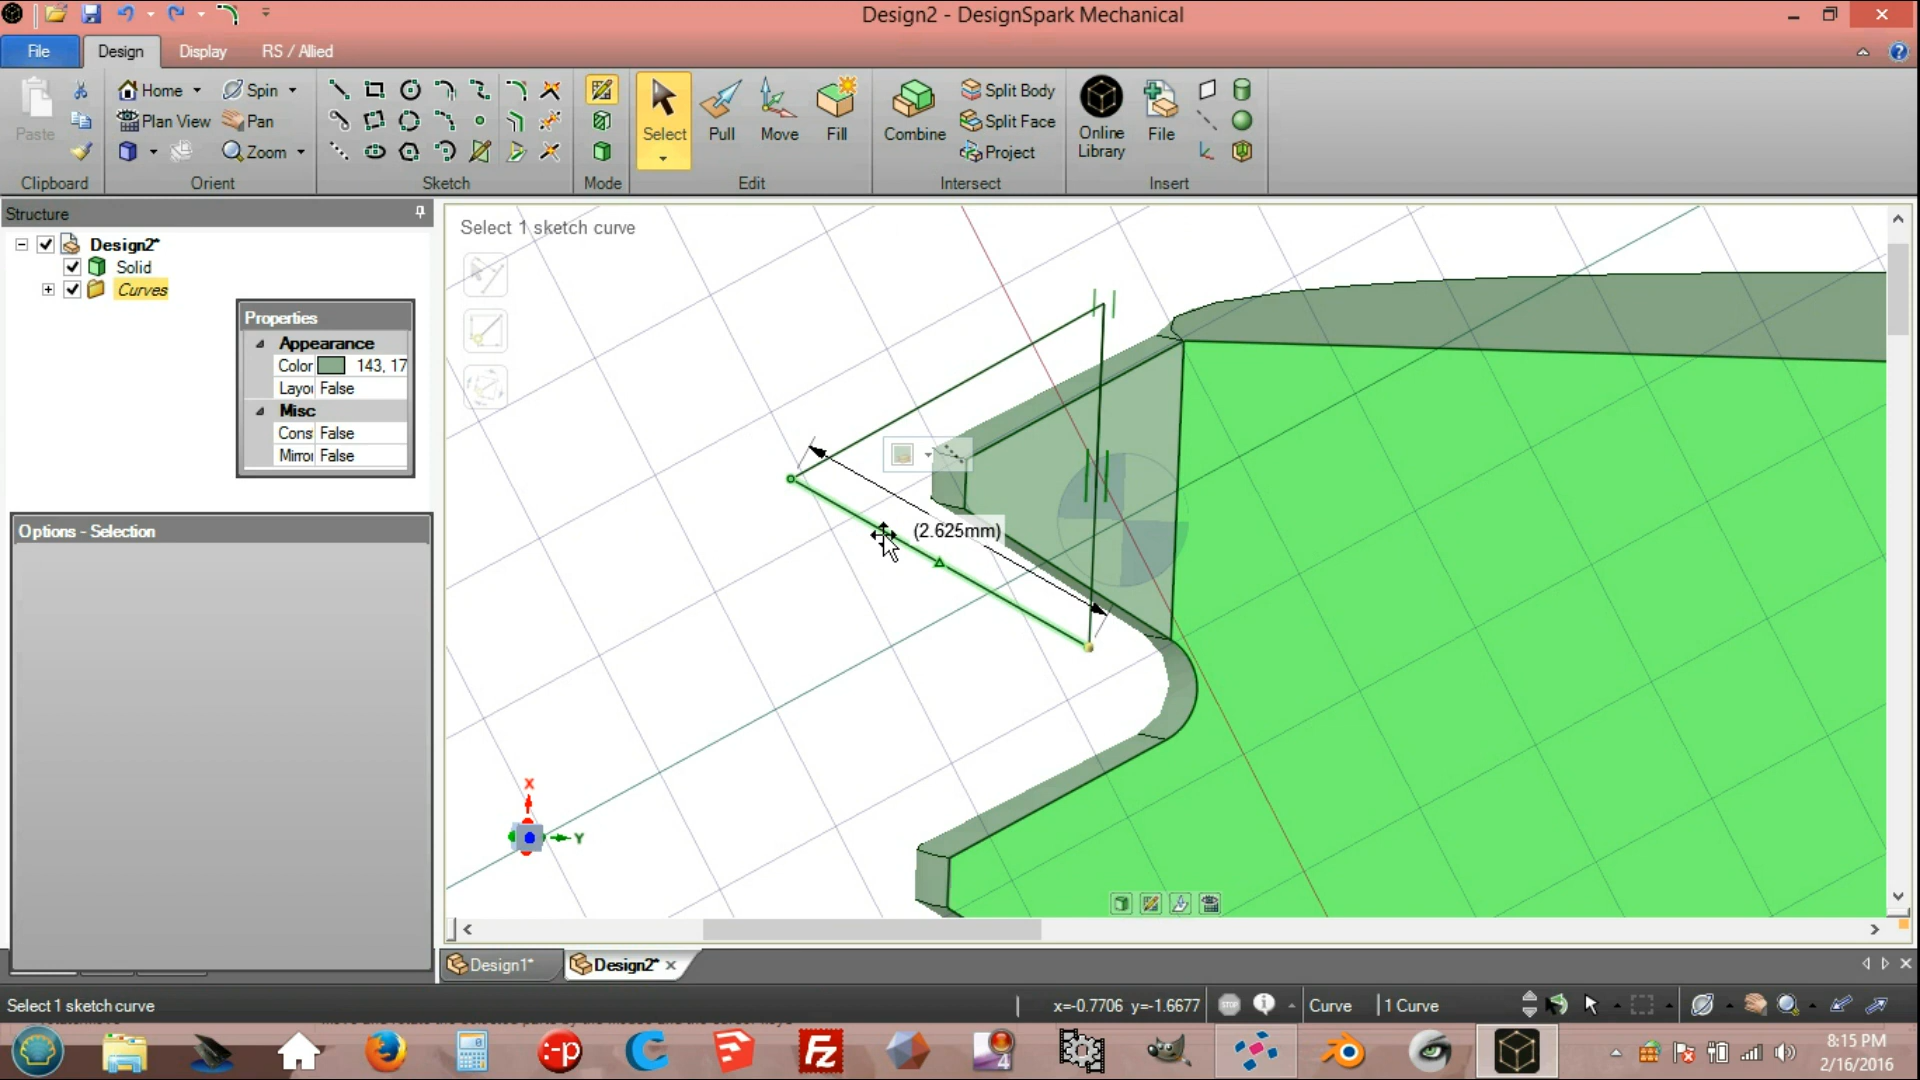 Design2 - DesignSpark Mechanical
File
Design
Display
RS / Allied
Paste
Clipboard
Home
Plan View
Spin
Pan
Zoom
Orient
Sketch
Mode
Select
Pull
Move
Fill
Edit
Combine
Split Body
Split Face
Project
Intersect
Online
Library
File
Insert
Structure
Design2*
Solid
Curves
Properties
Appearance
Color 143, 17
Layo False
Misc
Cons False
Mirro False
Options - Selection
Select 1 sketch curve
(2.625mm)
X
Y
Design1*
Design2*
Select 1 sketch curve
x=-0.7706 y=-1.6677
STOP
Curve
1 Curve
:-p
Fz
4
8:15 PM
2/16/2016